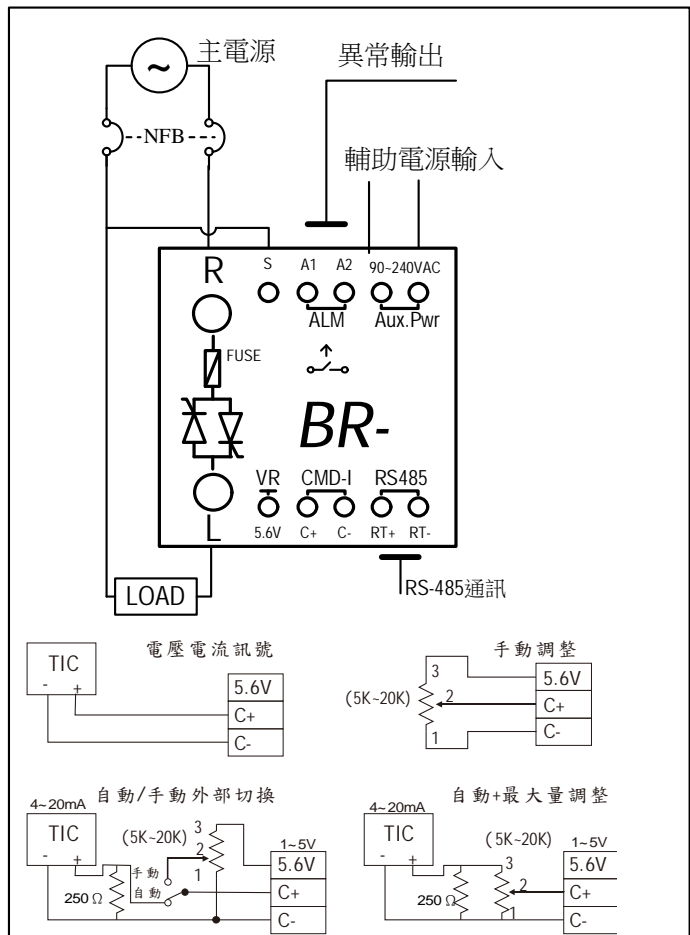 主電源
異常輸出
~
NFB
輔助電源輸入
R
S A1 A2 90~240VAC
ALM Aux.Pwr
FUSE
BR-
VR CMD-I RS485
5.6V C+ C- RT+ RT-
L
RS-485通訊
LOAD
電壓電流訊號
TIC
- +
5.6V
C+
C-
手動調整
(5K~20K)
3
2
1
5.6V
C+
C-
自動/手動外部切換
4~20mA
TIC
- +
250Ω
(5K~20K)
3
2
1
手動
自動
1~5V
5.6V
C+
C-
自動+最大量調整
4~20mA
TIC
- +
250Ω
(5K~20K)
3
2
1
1~5V
5.6V
C+
C-